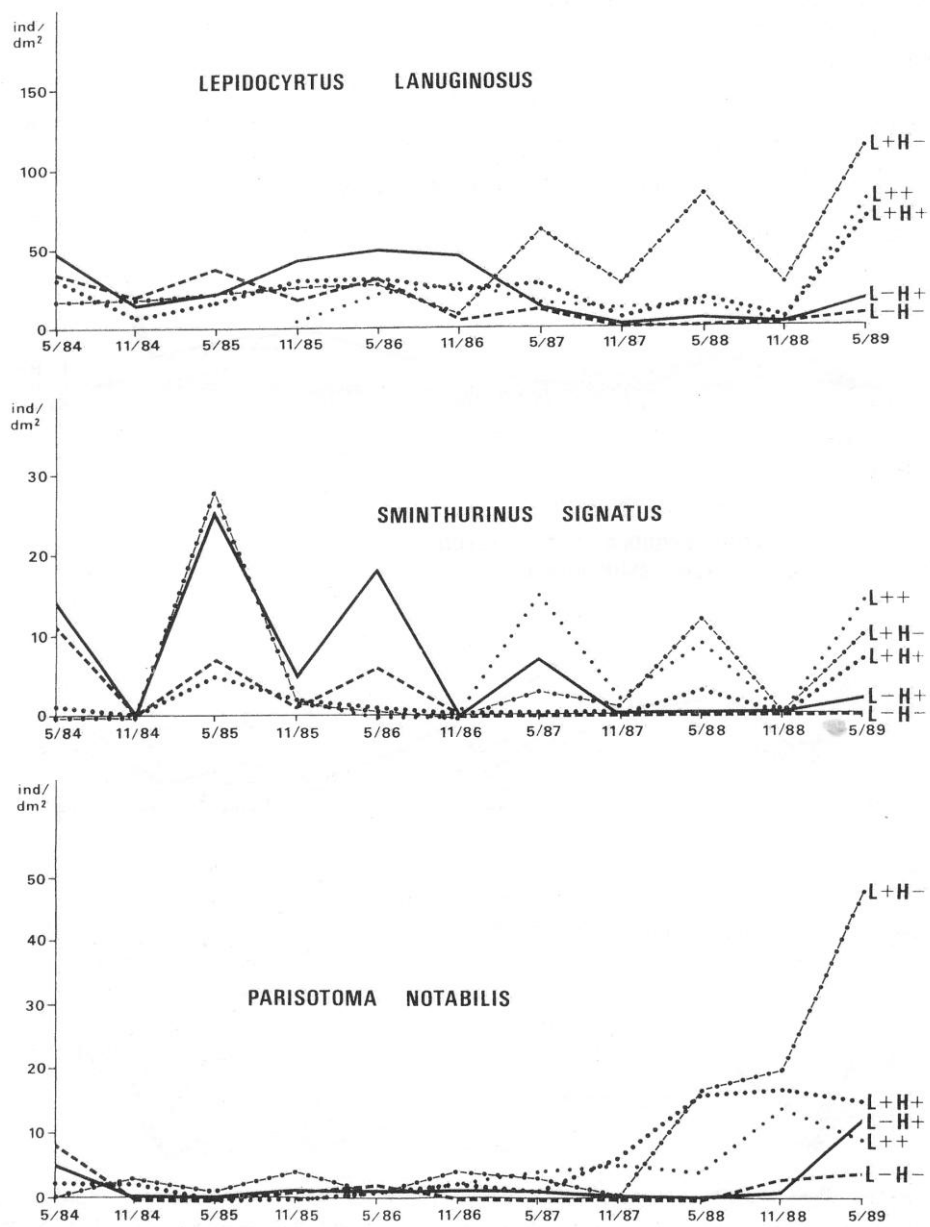 ind/
dm²
LEPIDOCYRTUS LANUGINOSUS
150
100
50
0
L+H−
L++
L+H+
L−H+
L−H−
5/84 11/84 5/85 11/85 5/86 11/86 5/87 11/87 5/88 11/88 5/89
ind/
dm²
30
SMINTHURINUS SIGNATUS
20
10
0
L++
L+H−
L+H+
L−H+
L−H−
5/84 11/84 5/85 11/85 5/86 11/86 5/87 11/87 5/88 11/88 5/89
ind/
dm²
50
40
30
20
10
0
PARISOTOMA NOTABILIS
L+H−
L+H+
L−H+
L++
L−H−
5/84 11/84 5/85 11/85 5/86 11/86 5/87 11/87 5/88 11/88 5/89